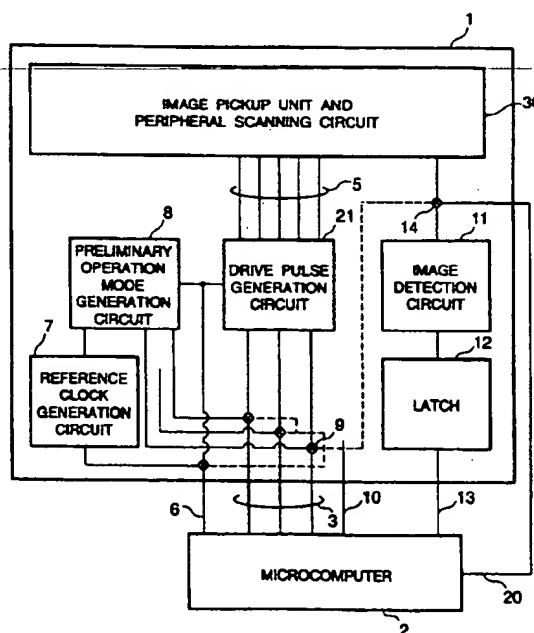 1
IMAGE PICKUP UNIT AND
PERIPHERAL SCANNING CIRCUIT
30
5
14
8
21
11
PRELIMINARY
OPERATION
MODE
GENERATION
CIRCUIT
DRIVE PULSE
GENERATION
CIRCUIT
IMAGE
DETECTION
CIRCUIT
7
12
REFERENCE
CLOCK
GENERATION
CIRCUIT
LATCH
9
6
3
10
13
MICROCOMPUTER
20
2